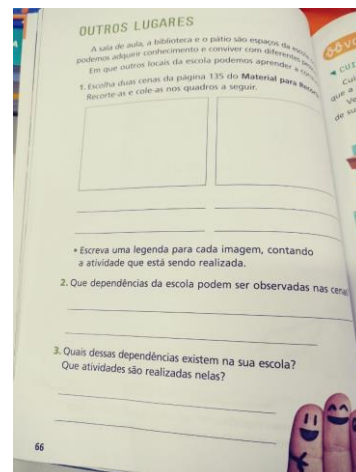 OUTROS LUGARES
A sala de aula, a biblioteca e o pátio são espaços da escola
podemos adquirir conhecimento e conviver com diferentes
Em que outros locais da escola podemos aprender e
1. Escolha duas cenas da página 135 do Material para
Recorte-as e cole-as nos quadros a seguir.
• Escreva uma legenda para cada imagem, contando
a atividade que está sendo realizada.
2. Que dependências da escola podem ser observadas nas
3. Quais dessas dependências existem na sua escola?
Que atividades são realizadas nelas?
66
que a
de su